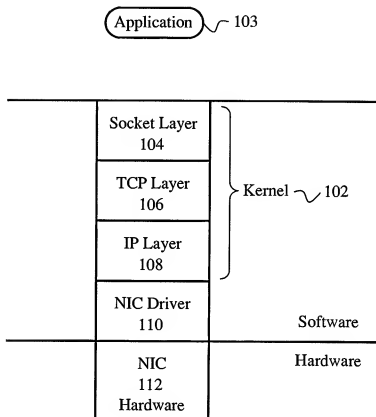 Application
103
Socket Layer
104
TCP Layer
106
Kernel
102
IP Layer
108
NIC Driver
110
Software
Hardware
NIC
112
Hardware